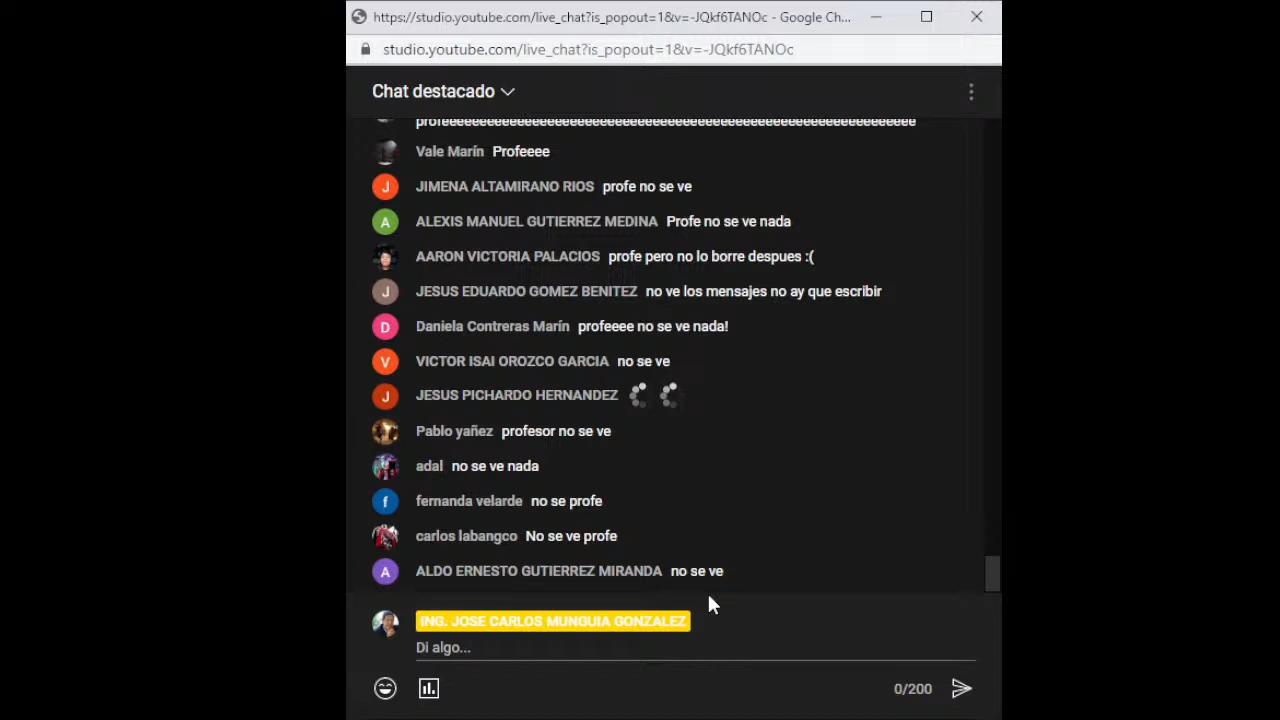 https://studio.youtube.com/live_chat?is_popout=1&v=-JQkf6TANOc - Google Ch...
studio.youtube.com/live_chat?is_popout=1&v=-JQkf6TANOc
Chat destacado
Vale Marín Profeeee
JIMENA ALTAMIRANO RIOS profe no se ve
ALEXIS MANUEL GUTIERREZ MEDINA Profe no se ve nada
AARON VICTORIA PALACIOS profe pero no lo borre despues :(
JESUS EDUARDO GOMEZ BENITEZ no ve los mensajes no ay que escribir
Daniela Contreras Marín profeeee no se ve nada!
VICTOR ISAI OROZCO GARCIA no se ve
JESUS PICHARDO HERNANDEZ
Pablo yañez profesor no se ve
adal no se ve nada
fernanda velarde no se profe
carlos labangco No se ve profe
ALDO ERNESTO GUTIERREZ MIRANDA no se ve
ING. JOSE CARLOS MUNGUIA GONZALEZ
Di algo...
0/200